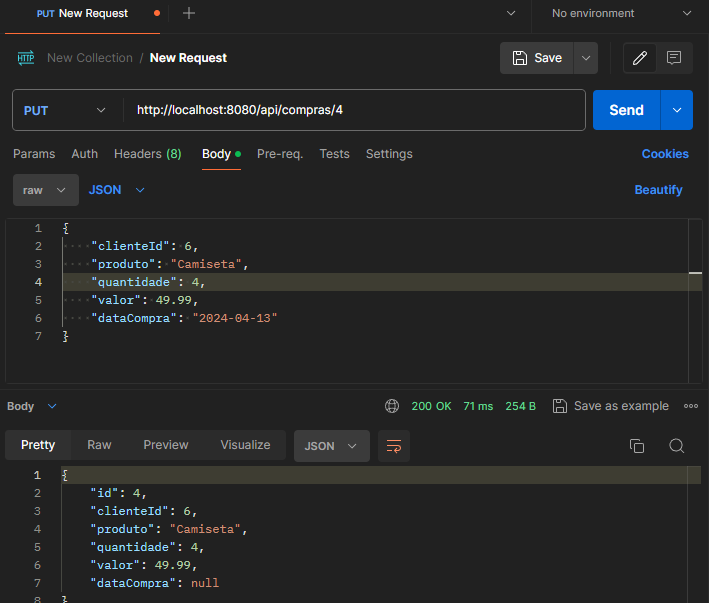 PUT New Request
No environment
HTTP New Collection / New Request
Save
PUT http://localhost:8080/api/compras/4 Send
Params Auth Headers (8) Body Pre-req. Tests Settings Cookies
raw JSON Beautify
1 {
2 "clienteId": 6,
3 "produto": "Camiseta",
4 "quantidade": 4,
5 "valor": 49.99,
6 "dataCompra": "2024-04-13"
7 }
Body 200 OK 71 ms 254 B Save as example
Pretty Raw Preview Visualize JSON
1 {
2 "id": 4,
3 "clienteId": 6,
4 "produto": "Camiseta",
5 "quantidade": 4,
6 "valor": 49.99,
7 "dataCompra": null
8 }